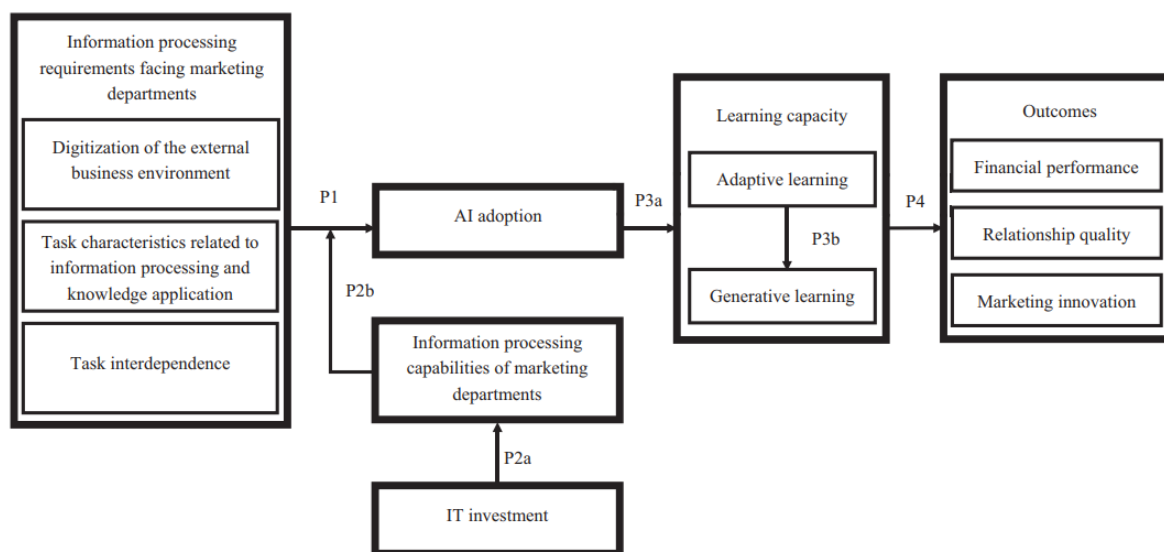 Information processing
requirements facing marketing
departments
Digitization of the external
business environment
Task characteristics related to
information processing and
knowledge application
Task interdependence
P1
P2b
AI adoption
Information processing
capabilities of marketing
departments
P2a
IT investment
P3a
Learning capacity
Adaptive learning
P3b
Generative learning
P4
Outcomes
Financial performance
Relationship quality
Marketing innovation